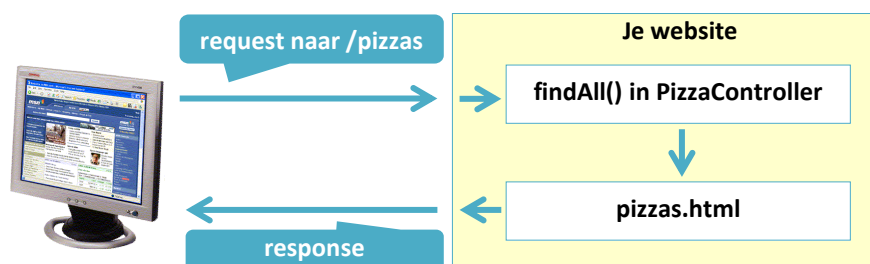 request naar /pizzas
Je website
findAll() in PizzaController
pizzas.html
response